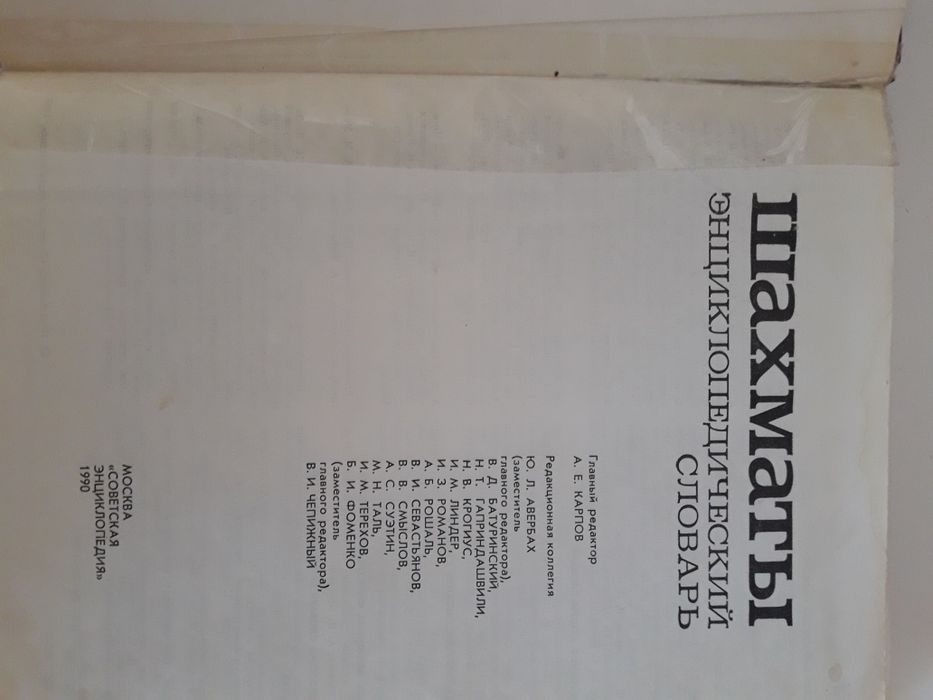 шахматы
ЭНЦИКЛОПЕДИЧЕСКИЙ
СЛОВАРЬ
Главный редактор
А. Е. КАРПОВ
Редакционная коллегия
Ю. Л. АВЕРБАХ
(заместитель
главного редактора),
В. Д. БАТУРИНСКИЙ,
Н. Т. ГАПРИНДАШВИЛИ,
Н. В. КРОГИУС,
И. М. ЛИНДЕР,
И. З. РОМАНОВ,
А. Б. РОШАЛЬ,
В. И. СЕВАСТЬЯНОВ,
В. В. СМЫСЛОВ,
А. С. СУЭТИН,
М. Н. ТАЛЬ,
И. М. ТЕРЕХОВ,
Б. И. ФОМЕНКО
(заместитель
главного редактора),
В. И. ЧЕПИЖНЫЙ
МОСКВА
«СОВЕТСКАЯ
ЭНЦИКЛОПЕДИЯ»
1990